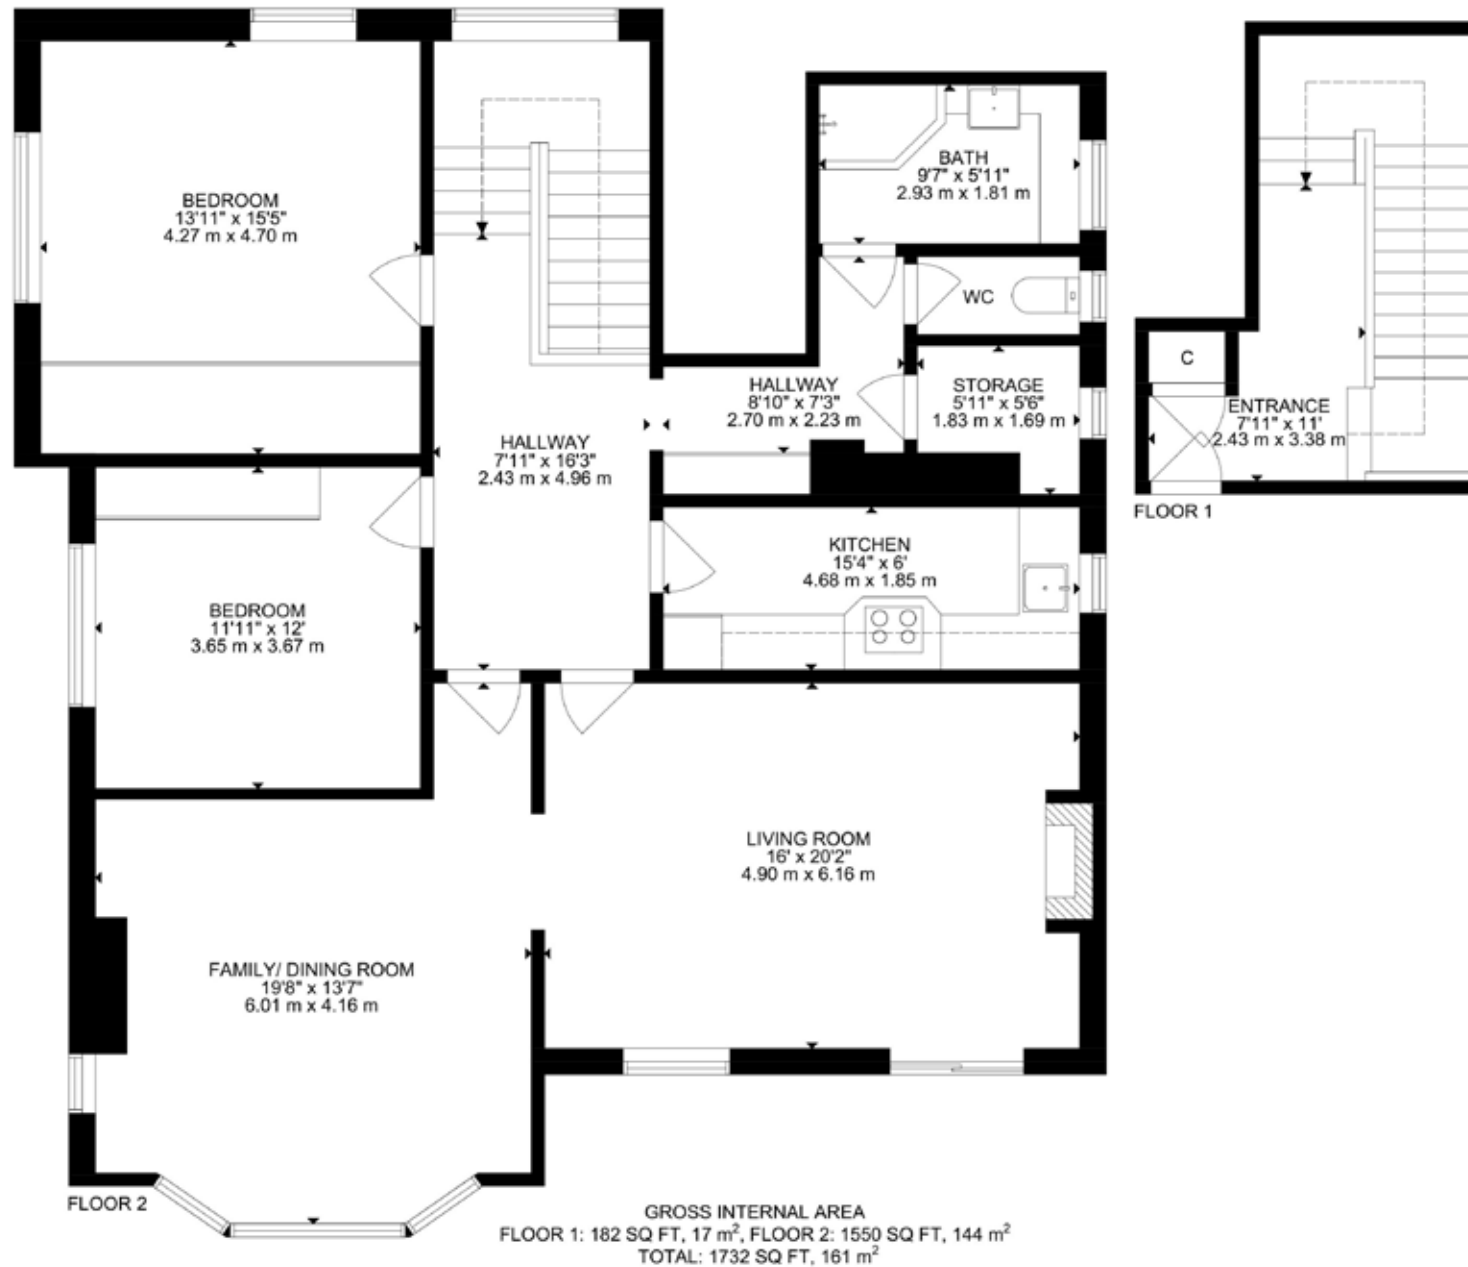 BEDROOM
13'11" x 15'5"
4.27 m x 4.70 m
BATH
9'7" x 5'11"
2.93 m x 1.81 m
WC
HALLWAY
8'10" x 7'3"
2.70 m x 2.23 m
STORAGE
5'11" x 5'6"
1.83 m x 1.69 m
C
ENTRANCE
7'11" x 11'
2.43 m x 3.38 m
FLOOR 1
HALLWAY
7'11" x 16'3"
2.43 m x 4.96 m
KITCHEN
15'4" x 6'
4.68 m x 1.85 m
BEDROOM
11'11" x 12'
3.65 m x 3.67 m
LIVING ROOM
16' x 20'2"
4.90 m x 6.16 m
FAMILY/ DINING ROOM
19'8" x 13'7"
6.01 m x 4.16 m
FLOOR 2
GROSS INTERNAL AREA
FLOOR 1: 182 SQ FT, 17 m², FLOOR 2: 1550 SQ FT, 144 m²
TOTAL: 1732 SQ FT, 161 m²